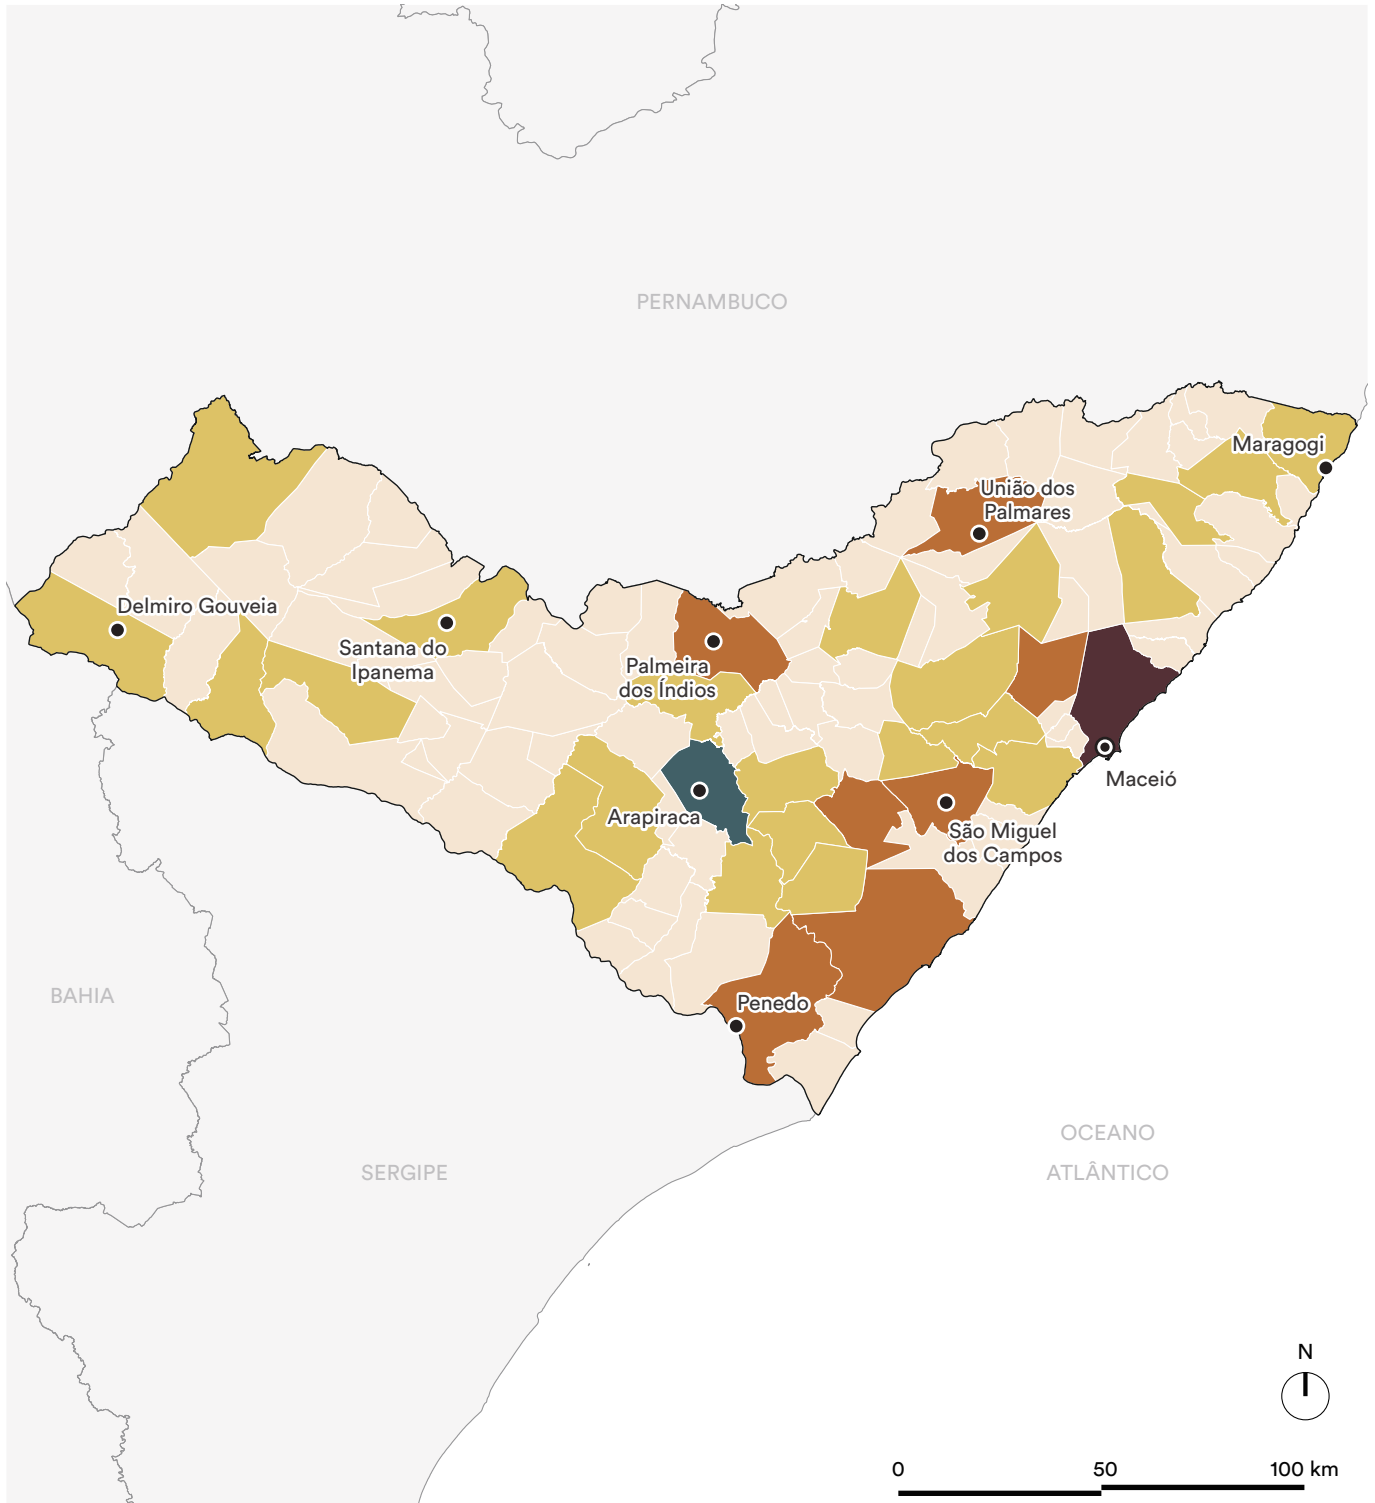 PERNAMBUCO
Maragogi
União dos
Palmares
Delmiro Gouveia
Santana do
Ipanema
Palmeira
dos Índios
Maceió
Arapiraca
São Miguel
dos Campos
BAHIA
Penedo
OCEANO
ATLÂNTICO
SERGIPE
N
0 50 100 km